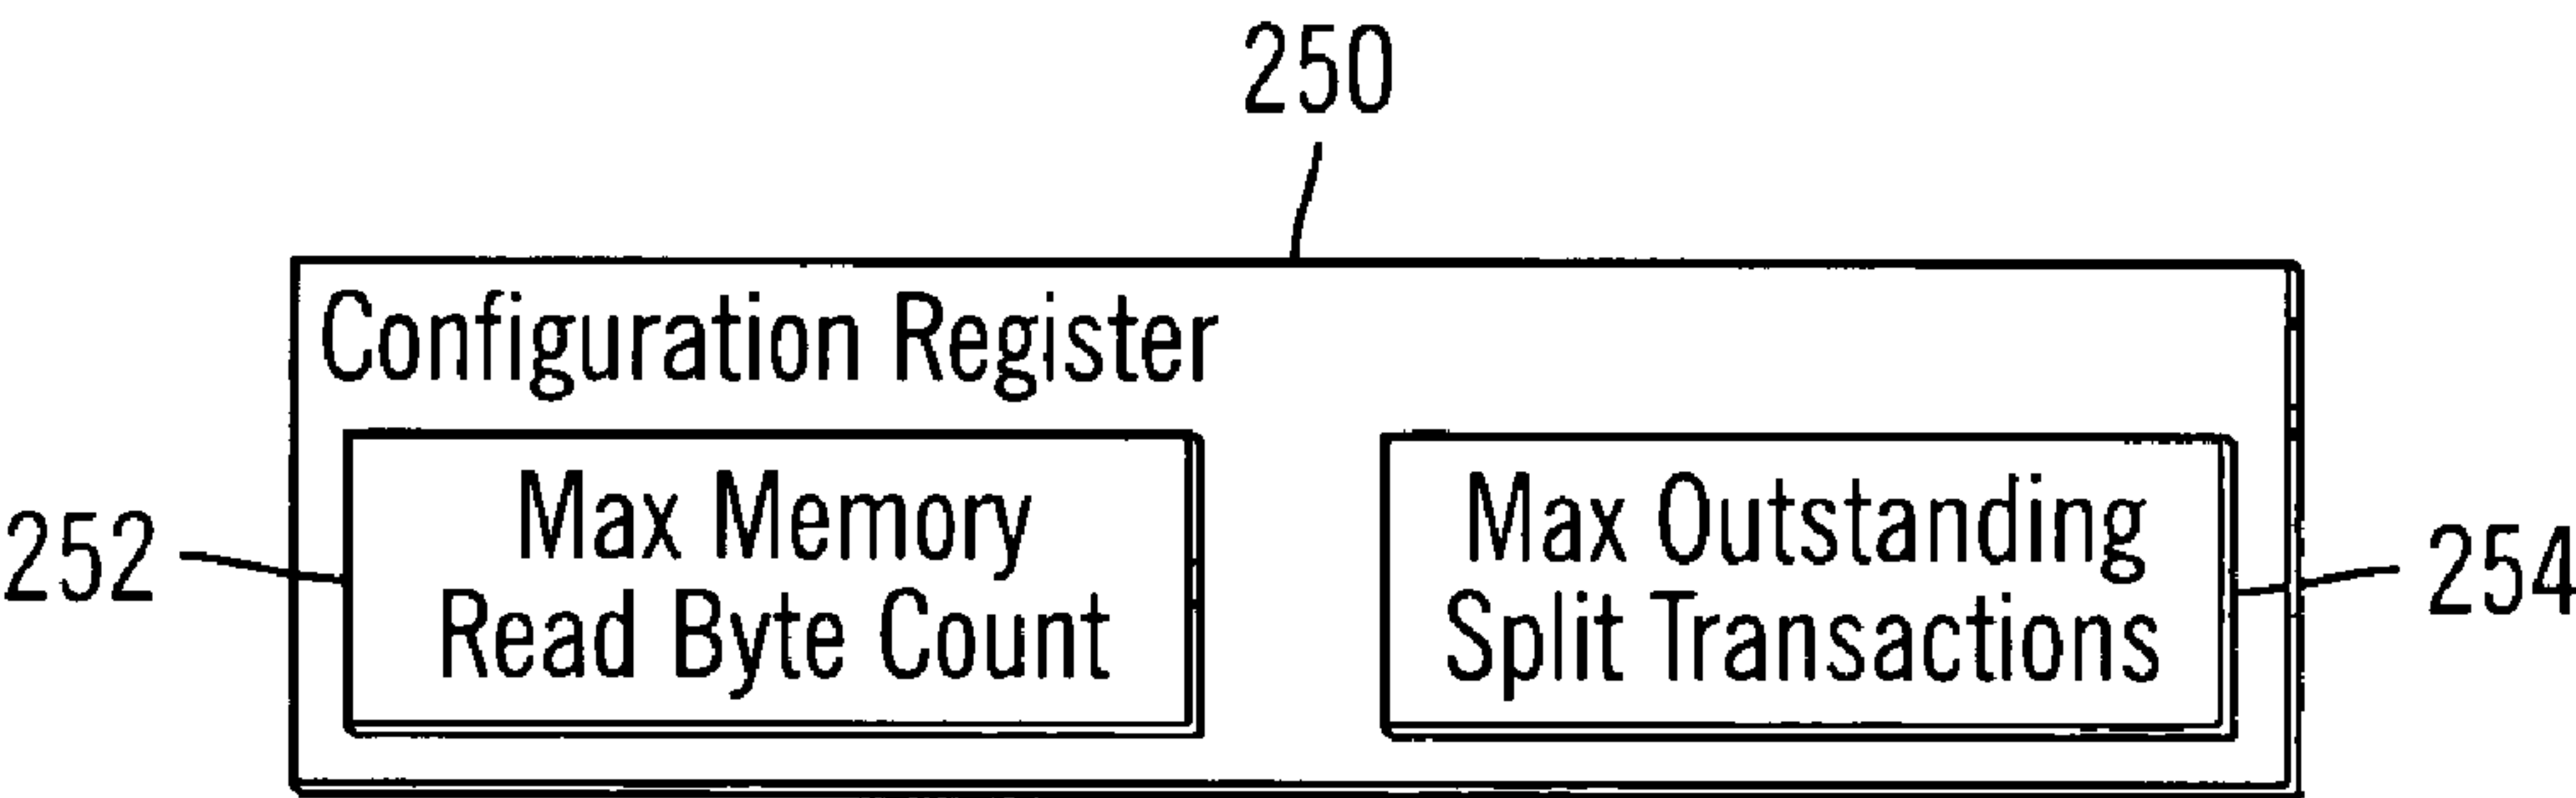 250
Configuration Register
252
Max Memory
Read Byte Count
Max Outstanding
Split Transactions
254